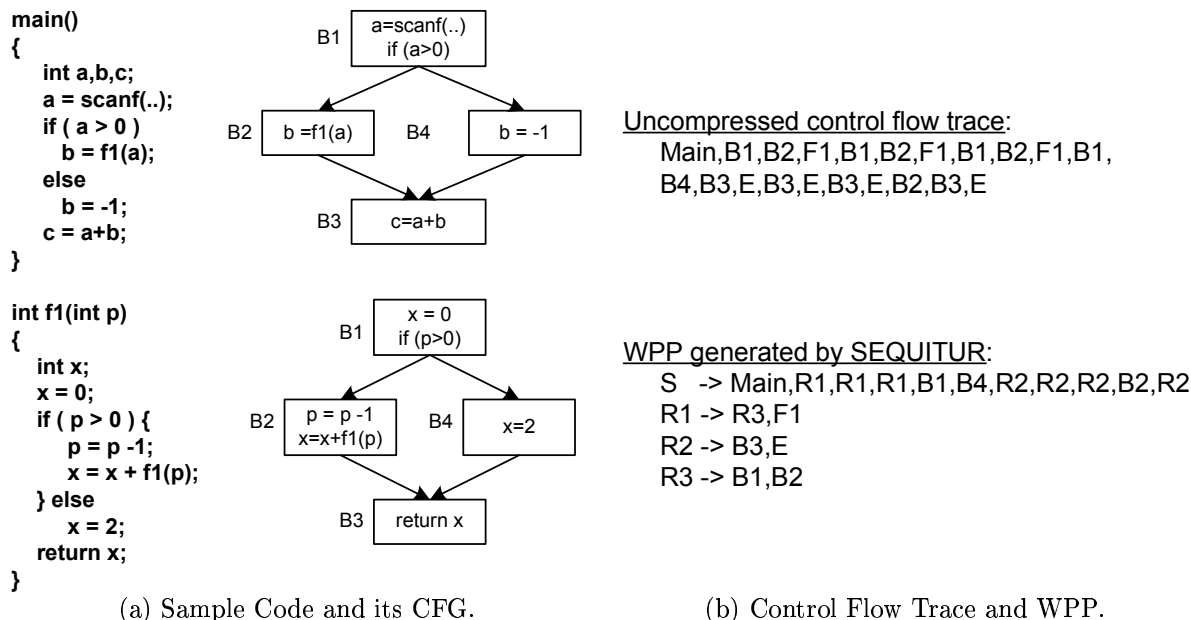 main()
{
int a,b,c;
a = scanf(..);
if ( a > 0 )
b = f1(a);
else
b = -1;
c = a+b;
}
B1
a=scanf(..)
if (a>0)
B2
b =f1(a)
B4
b = -1
B3
c=a+b
Uncompressed control flow trace:
Main,B1,B2,F1,B1,B2,F1,B1,B2,F1,B1,
B4,B3,E,B3,E,B3,E,B2,B3,E
int f1(int p)
{
int x;
x = 0;
if ( p > 0 ) {
p = p -1;
x = x + f1(p);
} else
x = 2;
return x;
}
B1
x = 0
if (p>0)
B2
p = p -1
x=x+f1(p)
B4
x=2
B3
return x
WPP generated by SEQUITUR:
S -> Main,R1,R1,R1,B1,B4,R2,R2,R2,B2,R2
R1 -> R3,F1
R2 -> B3,E
R3 -> B1,B2
(a) Sample Code and its CFG.
(b) Control Flow Trace and WPP.